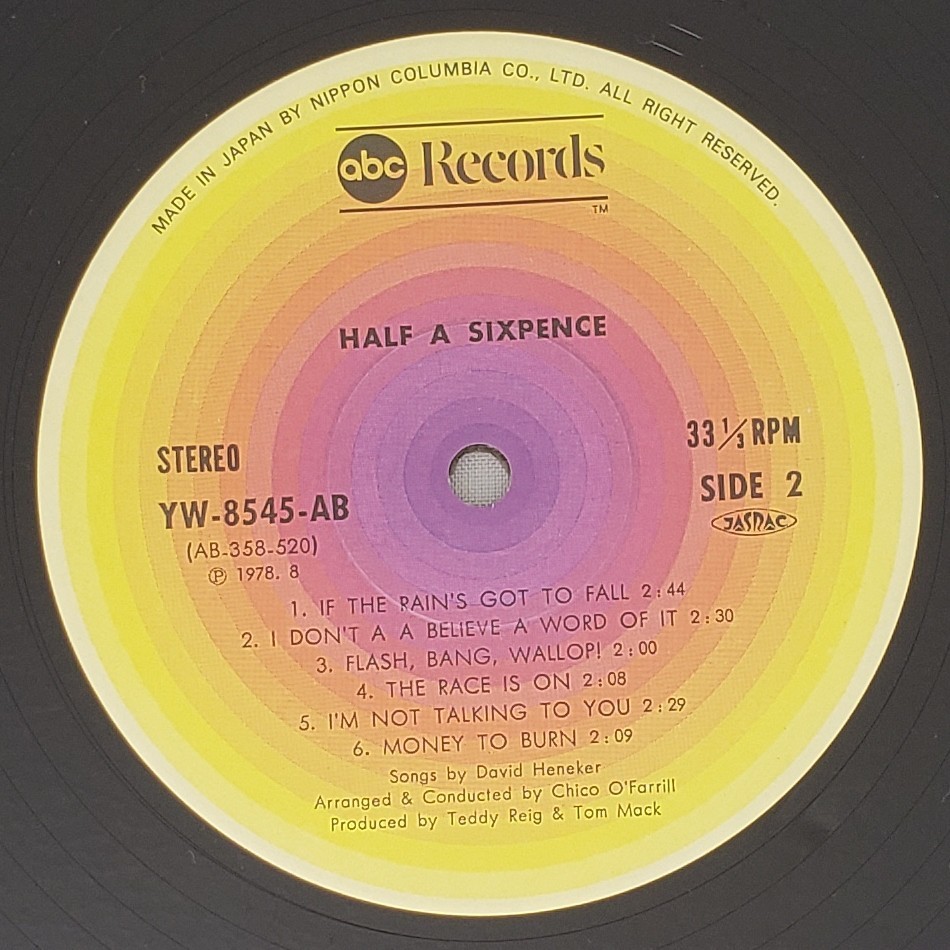 MADE IN JAPAN BY NIPPON COLUMBIA CO., LTD. ALL RIGHT RESERVED.
abc Records
TM
HALF A SIXPENCE
STEREO
33 1/3 RPM
YW-8545-AB
SIDE 2
(AB-358-520)
JASRAC
Ⓟ 1978. 8
1. IF THE RAIN'S GOT TO FALL 2:44
2. I DON'T A A BELIEVE A WORD OF IT 2:30
3. FLASH, BANG, WALLOP! 2:00
4. THE RACE IS ON 2:08
5. I'M NOT TALKING TO YOU 2:29
6. MONEY TO BURN 2:09
Songs by David Heneker
Arranged & Conducted by Chico O'Farrill
Produced by Teddy Reig & Tom Mack